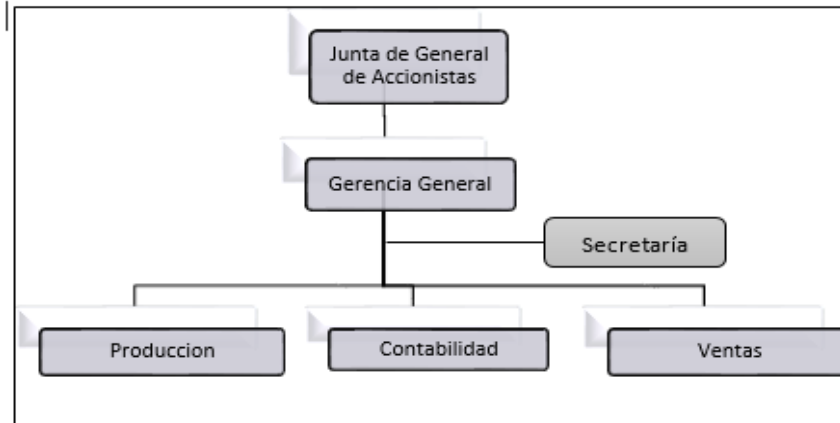 Junta de General
de Accionistas
Gerencia General
Secretaría
Produccion
Contabilidad
Ventas